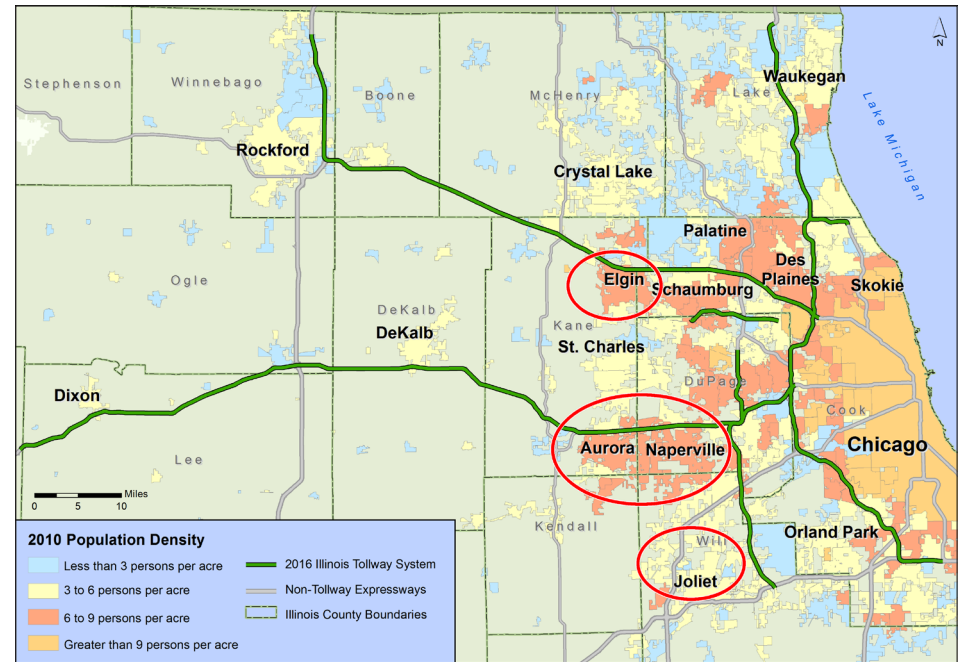 N
Stephenson
Winnebago
Boone
McHenry
Lake
Waukegan
Lake Michigan
Rockford
Crystal Lake
Palatine
Des
Plaines
Ogle
Elgin
Schaumburg
Skokie
DeKalb
DeKalb
Kane
St. Charles
Dixon
DuPage
Cook
Lee
Aurora
Naperville
Chicago
Miles
0 5 10
Kendall
Will
Orland Park
Joliet
2010 Population Density
Less than 3 persons per acre
3 to 6 persons per acre
6 to 9 persons per acre
Greater than 9 persons per acre
2016 Illinois Tollway System
Non-Tollway Expressways
Illinois County Boundaries